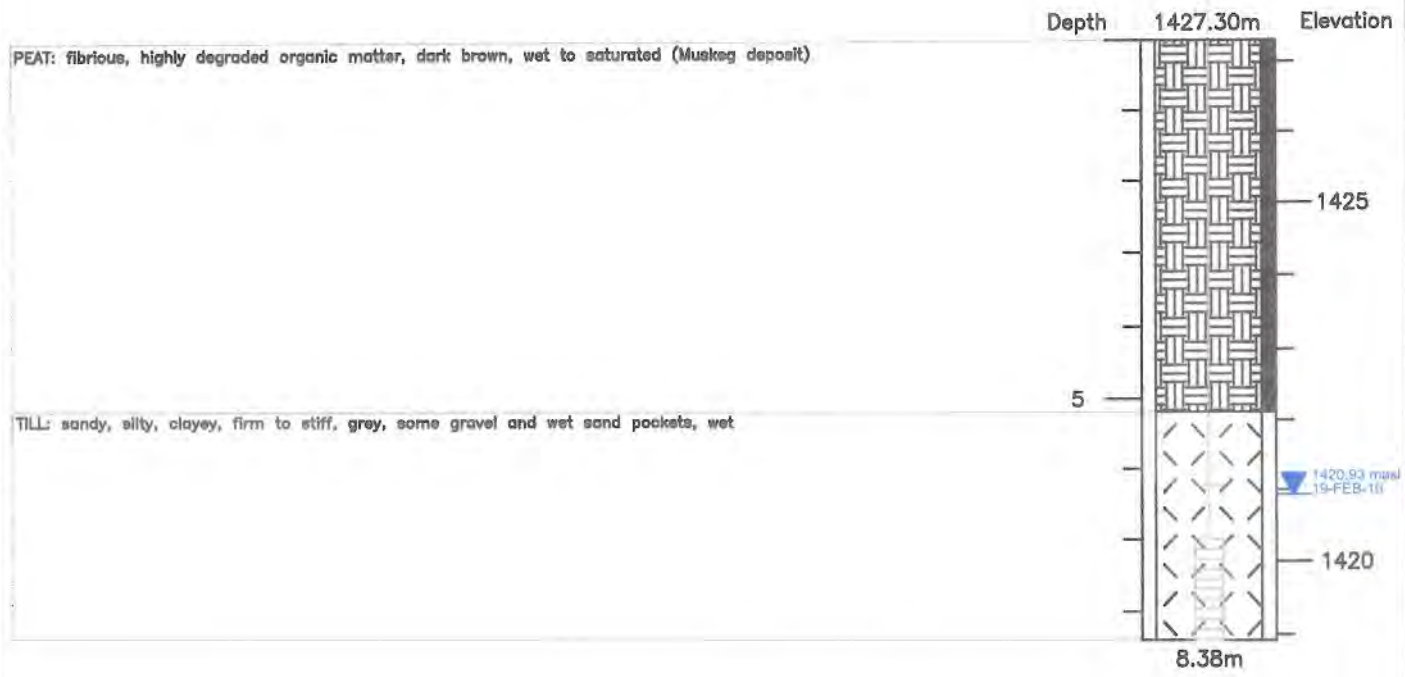 Depth 1427.30m Elevation
PEAT: fibrious, highly degraded organic matter, dark brown, wet to saturated (Muskeg deposit)
1425
5
TILL: sandy, silty, clayey, firm to stiff, grey, some gravel and wet sand pockets, wet
1420.93 masl
19-FEB-
1420
8.38m